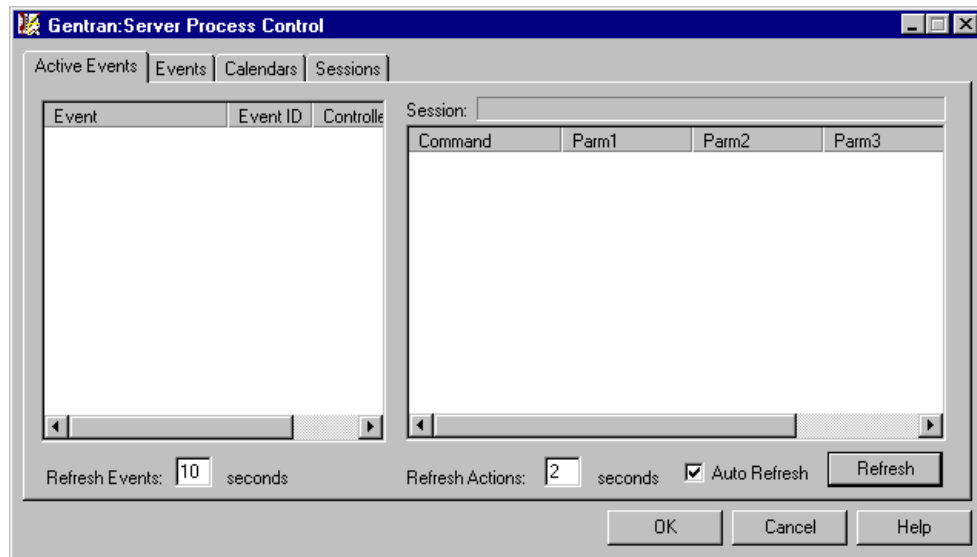 Gentran:Server Process Control
Active Events Events Calendars Sessions
Session:
Event Event ID Controlle
Command Parm1 Parm2 Parm3
Refresh Events: 10 seconds
Refresh Actions: 2 seconds Auto Refresh Refresh
OK Cancel Help